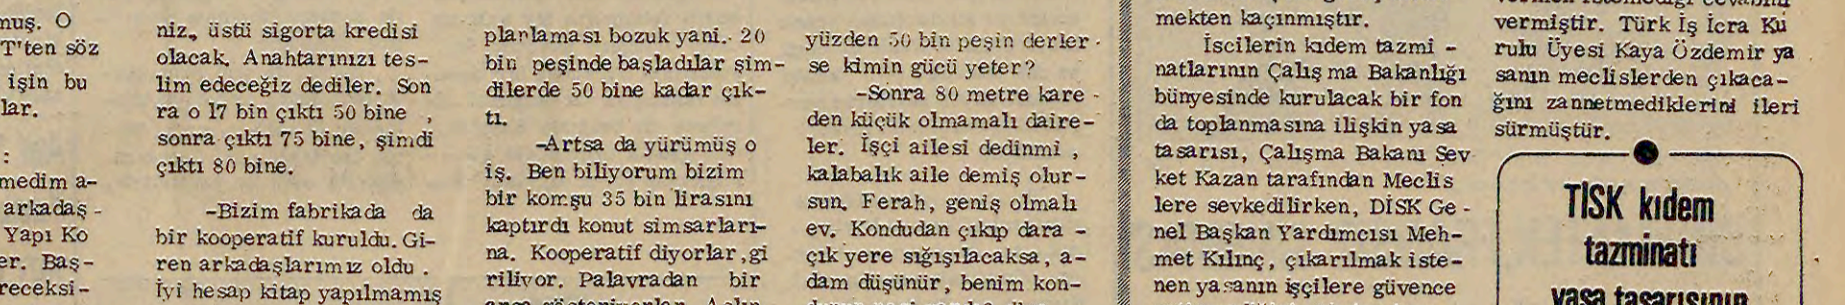 muş. O
T'ten söz
işin bu
lar.
:
medim a-
arkadaş -
Yapı Ko
er. Baş-
receksi-
niz., üstü sigorta kredisi
olacak. Anahtarınızı tes-
lim edeceğiz dediler. Son
ra o 17 bin çıktı 50 bine ,
sonra çıktı 75 bine, şimdi
çıktı 80 bine.
-Bizim fabrikada da
bir kooperatif kuruldu. Gi-
ren arkadaşlarımız oldu .
İyi hesap kitap yapılmamış
planlaması bozuk yani.. 20
bin peşinde başladılar şim-
dilerde 50 bine kadar çık-
tı.
-Artsa da yürümüş o
iş. Ben biliyorum bizim
bir komşu 35 bin lirasını
kaptırdı konut simsarları-
na. Kooperatif diyorlar ,gi
riliyor. Palavradan bir
yüzden 50 bin peşin derler -
se kimin gücü yeter?
-Sonra 80 metre kare -
den küçük olmamalı daire-
ler. İşçi ailesi dedinmi ,
kalabalık aile demiş olur-
sun. Ferah, geniş olmalı
ev. Kondudan çıkıp dara -
çık yere sığışılacaksa, a-
dam düşünür, benim kon-
mekten kaçınmıştır.
İscilerin kıdem tazmi -
natlarının Çalış ma Bakanlığı
bünyesinde kurulacak bir fon
da toplanmasına ilişkin yasa
tasarısı, Çalışma Bakanı Şev
ket Kazan tarafından Meclis
lere sevkedilirken, DİSK Ge -
nel Başkan Yardımcısı Meh-
met Kılınç, çıkarılmak iste-
nen yasanın işçilere güvence
vermiştir. Türk İş İcra Ku
rulu Üyesi Kaya Özdemir ya
sanın meclislerden çıkaca-
ğını zannetmediklerini ileri
sürmüştür.
TİSK kıdem
tazminatı
yasa tasarısının